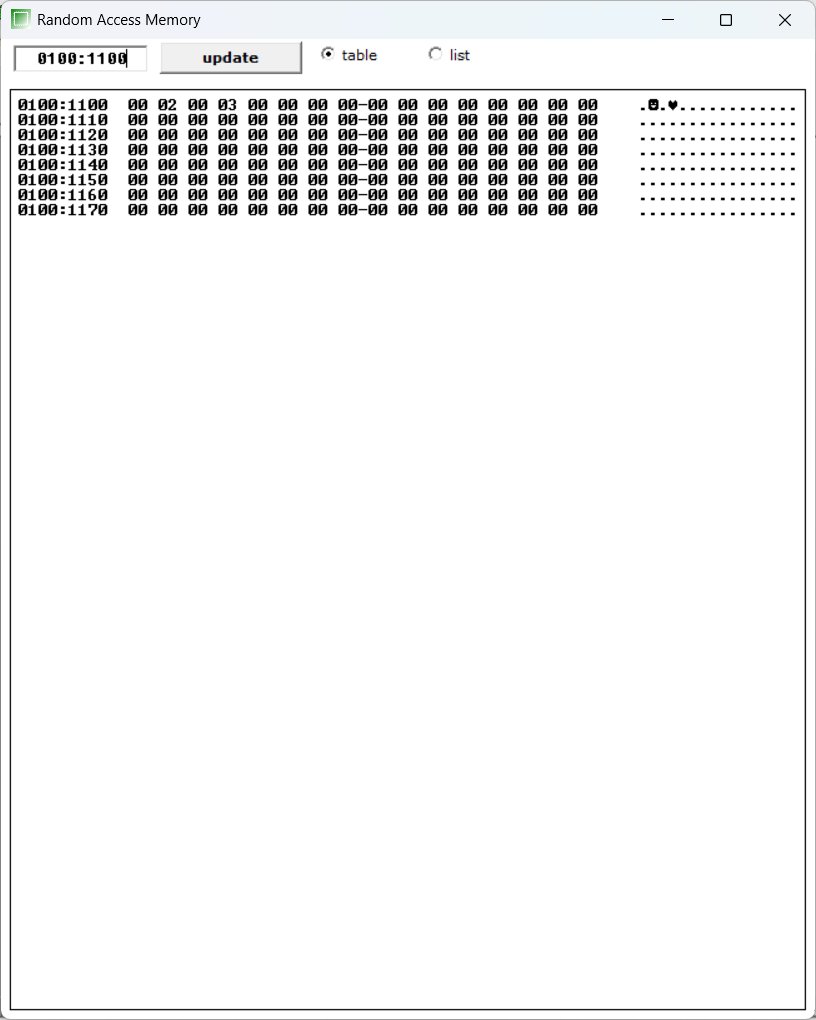 Random Access Memory
0100:1100 update table list
0100:1100 00 02 00 03 00 00 00 00-00 00 00 00 00 00 00 00 .☻.♥............
0100:1110 00 00 00 00 00 00 00 00-00 00 00 00 00 00 00 00 ................
0100:1120 00 00 00 00 00 00 00 00-00 00 00 00 00 00 00 00 ................
0100:1130 00 00 00 00 00 00 00 00-00 00 00 00 00 00 00 00 ................
0100:1140 00 00 00 00 00 00 00 00-00 00 00 00 00 00 00 00 ................
0100:1150 00 00 00 00 00 00 00 00-00 00 00 00 00 00 00 00 ................
0100:1160 00 00 00 00 00 00 00 00-00 00 00 00 00 00 00 00 ................
0100:1170 00 00 00 00 00 00 00 00-00 00 00 00 00 00 00 00 ................